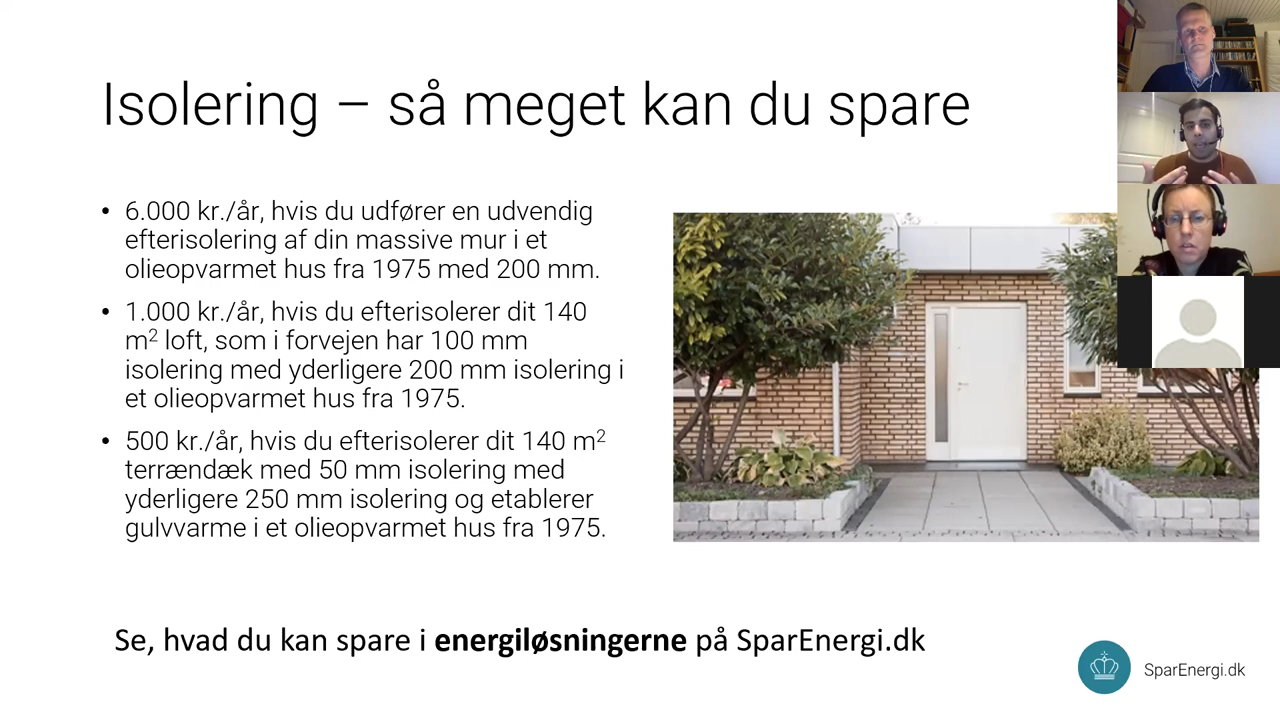 Isolering – så meget kan du spare
• 6.000 kr./år, hvis du udfører en udvendig
efterisolering af din massive mur i et
olieopvarmet hus fra 1975 med 200 mm.
• 1.000 kr./år, hvis du efterisolerer dit 140
m² loft, som i forvejen har 100 mm
isolering med yderligere 200 mm isolering i
et olieopvarmet hus fra 1975.
• 500 kr./år, hvis du efterisolerer dit 140 m²
terrændæk med 50 mm isolering med
yderligere 250 mm isolering og etablerer
gulvvarme i et olieopvarmet hus fra 1975.
Se, hvad du kan spare i energiløsningerne på SparEnergi.dk
SparEnergi.dk